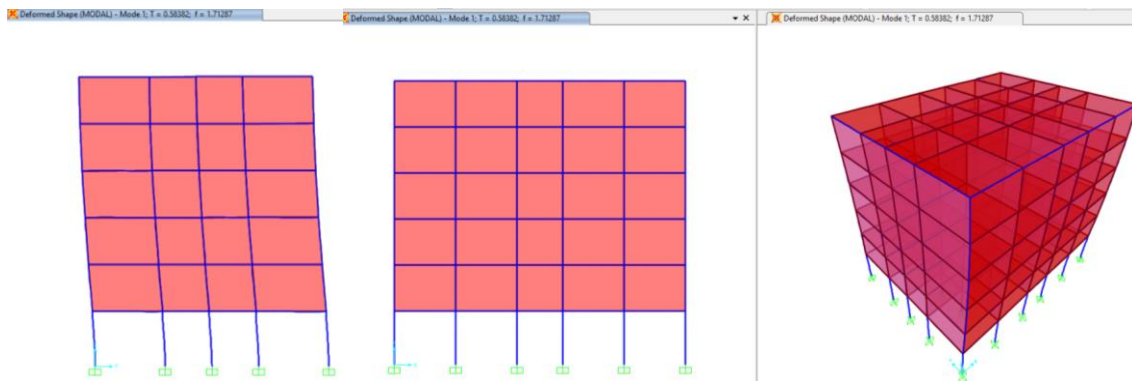 Deformed Shape (MODAL) - Mode 1; T = 0.58382; f = 1.71287
Deformed Shape (MODAL) - Mode 1; T = 0.58382; f = 1.71287
Deformed Shape (MODAL) - Mode 1; T = 0.58382; f = 1.71287